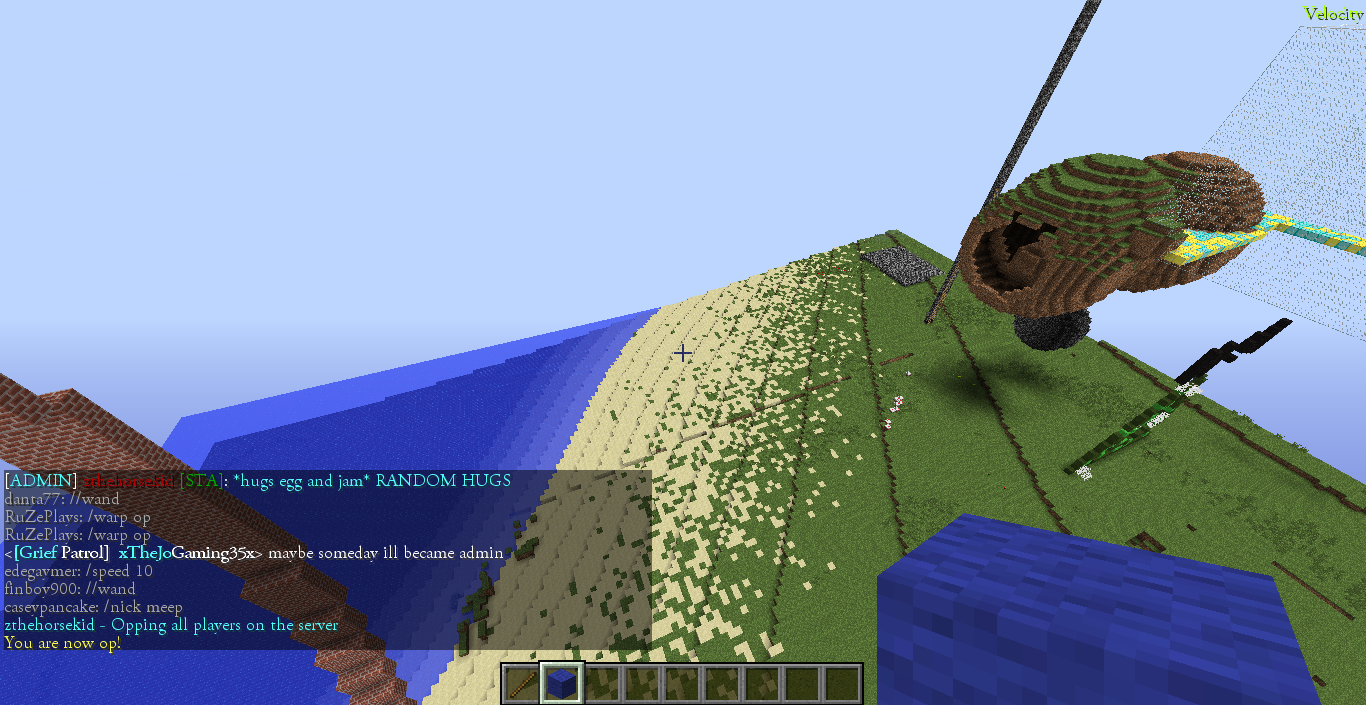 Velocity
[ADMIN] zthehorsekid [STA]: *hugs egg and jam* RANDOM HUGS
danta77: //wand
RuZePlays: /warp op
RuZePlays: /warp op
<[Grief Patrol] xTheJoGaming35x> maybe someday ill became admin
edegaymer: /speed 10
finboy900: //wand
caseypancake: /nick meep
zthehorsekid - Opping all players on the server
You are now op!